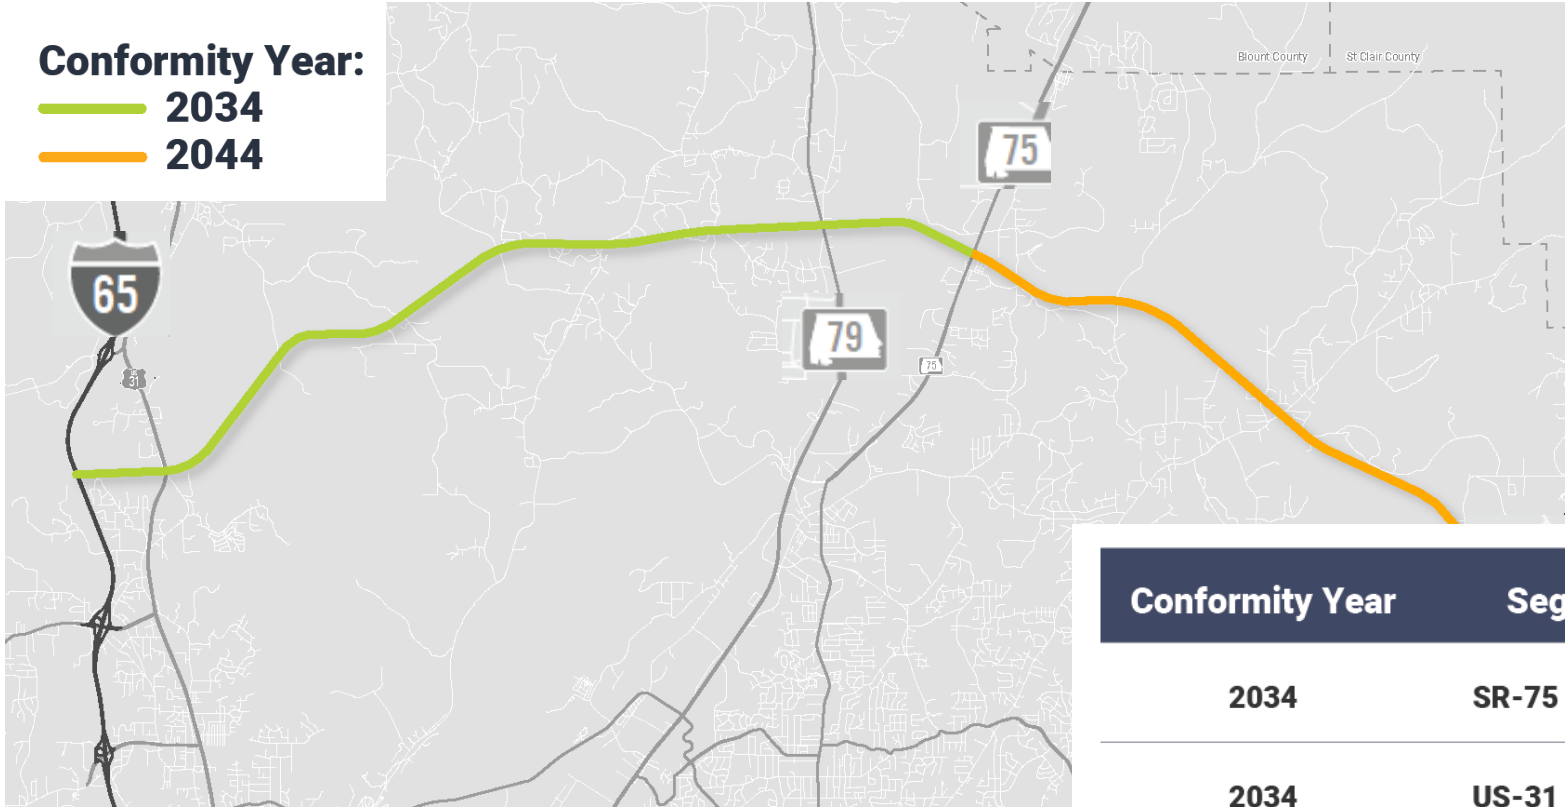 Conformity Year:
2034
2044
Blount County
St Clair County
75
65
79
75
US
31
Conformity Year Seg
2034 SR-75
2034 US-31